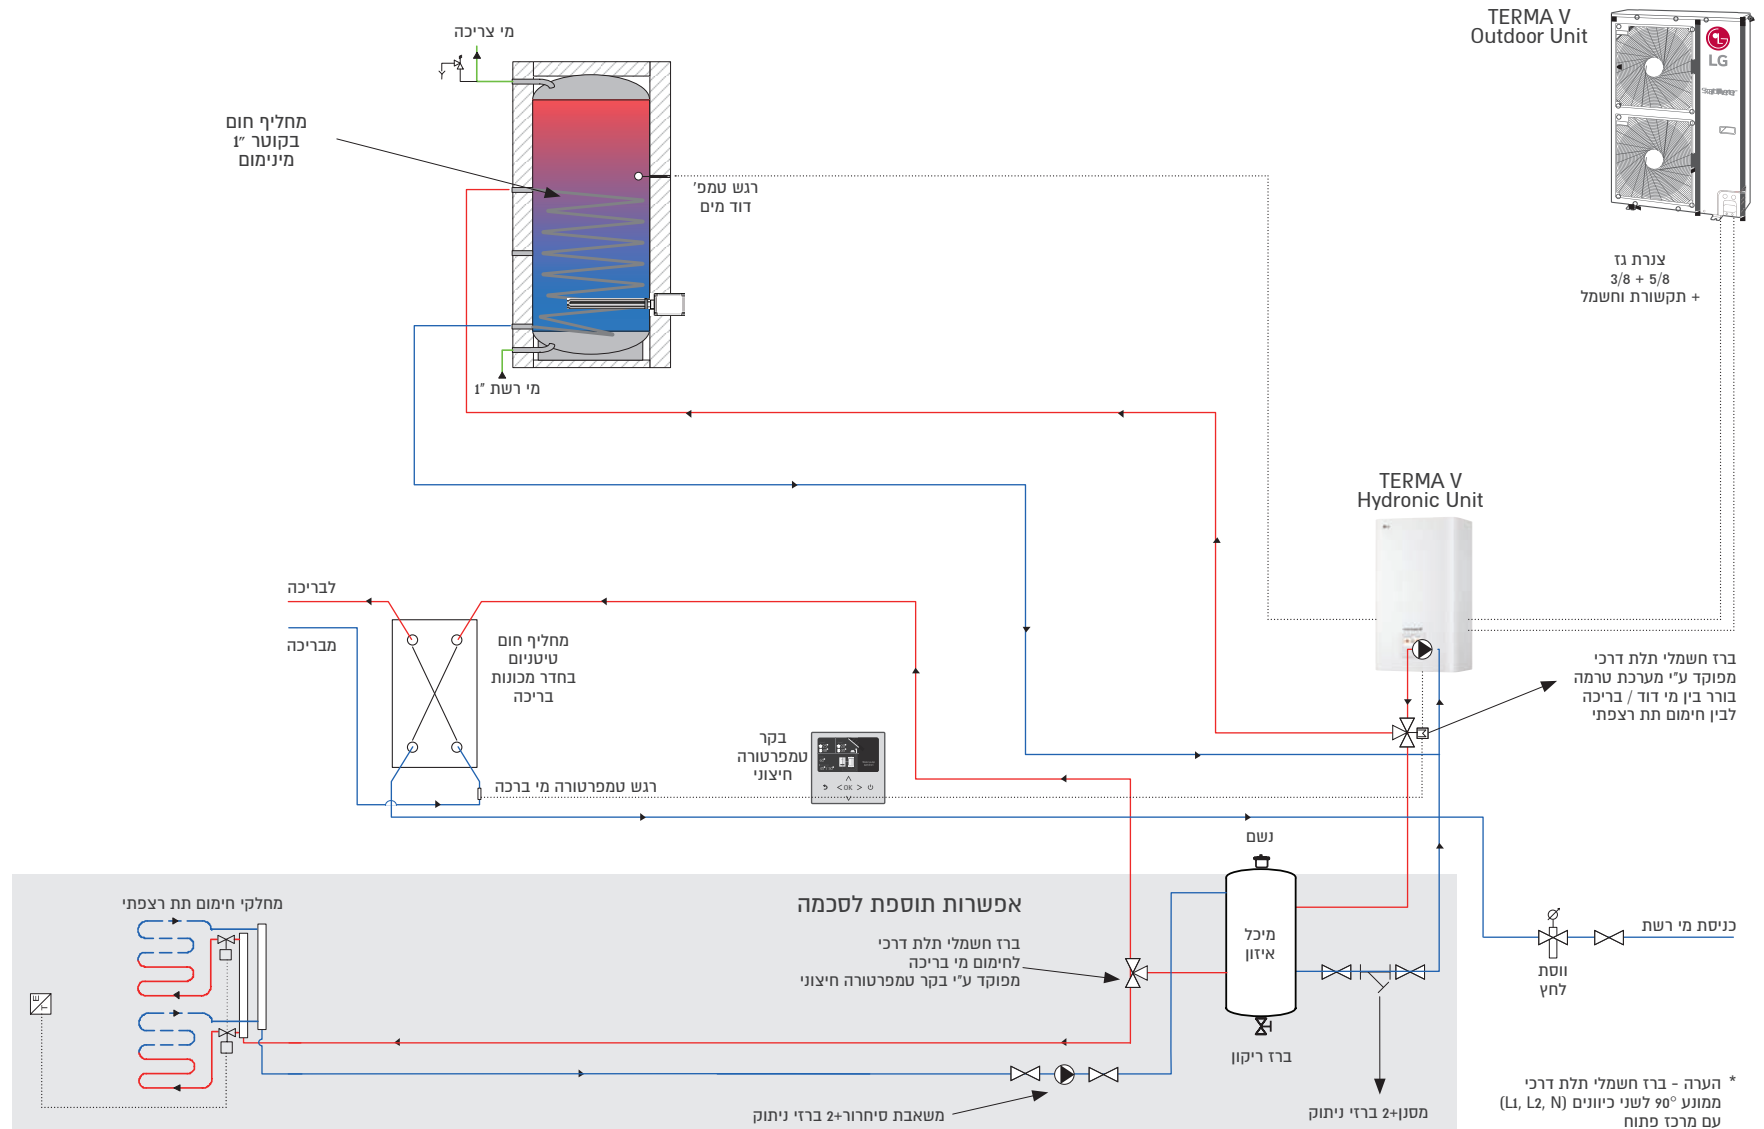 TERMA V
Outdoor Unit
LG
צנרת גז
3/8 + 5/8
+ תקשורת וחשמל
מי צריכה
מחליף חום
בקוטר 1"
מינימום
רגש טמפ'
דוד מים
מי רשת 1"
TERMA V
Hydronic Unit
ברז חשמלי תלת דרכי
מפוקד ע"י מערכת טרמה
בורר בין מי דוד / בריכה
לבין חימום תת רצפתי
לבריכה
מבריכה
מחליף חום
טיטניום
בחדר מכונות
בריכה
בקר
טמפרטורה
חיצוני
< OK >
רגש טמפרטורה מי ברכה
נשם
אפשרות תוספת לסכמה
מחלקי חימום תת רצפתי
ברז חשמלי תלת דרכי
לחימום מי בריכה
מפוקד ע"י בקר טמפרטורה חיצוני
מיכל
איזון
כניסת מי רשת
ווסת
לחץ
T E
ברז ריקון
משאבת סיחרור+2 ברזי ניתוק
מסנן+2 ברזי ניתוק
* הערה - ברז חשמלי תלת דרכי
ממונע 90° לשני כיוונים (L1, L2, N)
עם מרכז פתוח